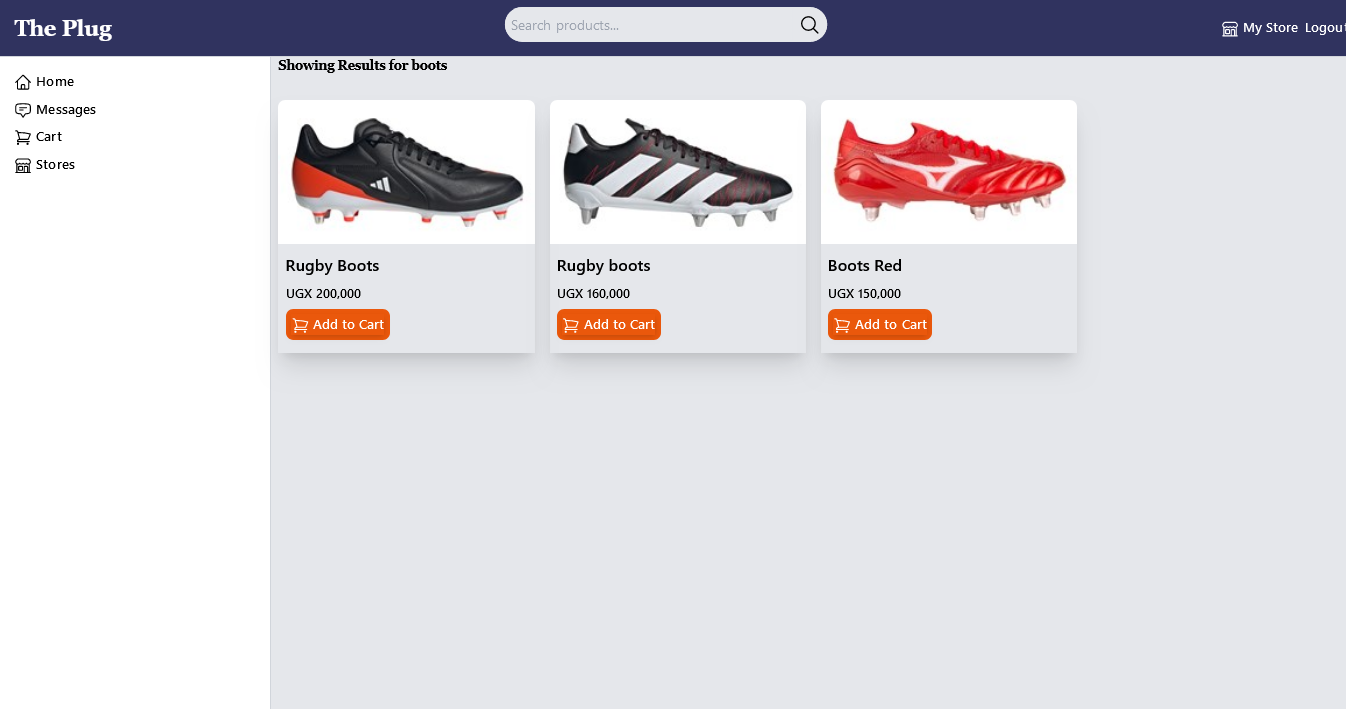 The Plug
Search products...
My Store Logout
Home
Messages
Cart
Stores
Showing Results for boots
Rugby Boots
UGX 200,000
Add to Cart
Rugby boots
UGX 160,000
Add to Cart
Boots Red
UGX 150,000
Add to Cart